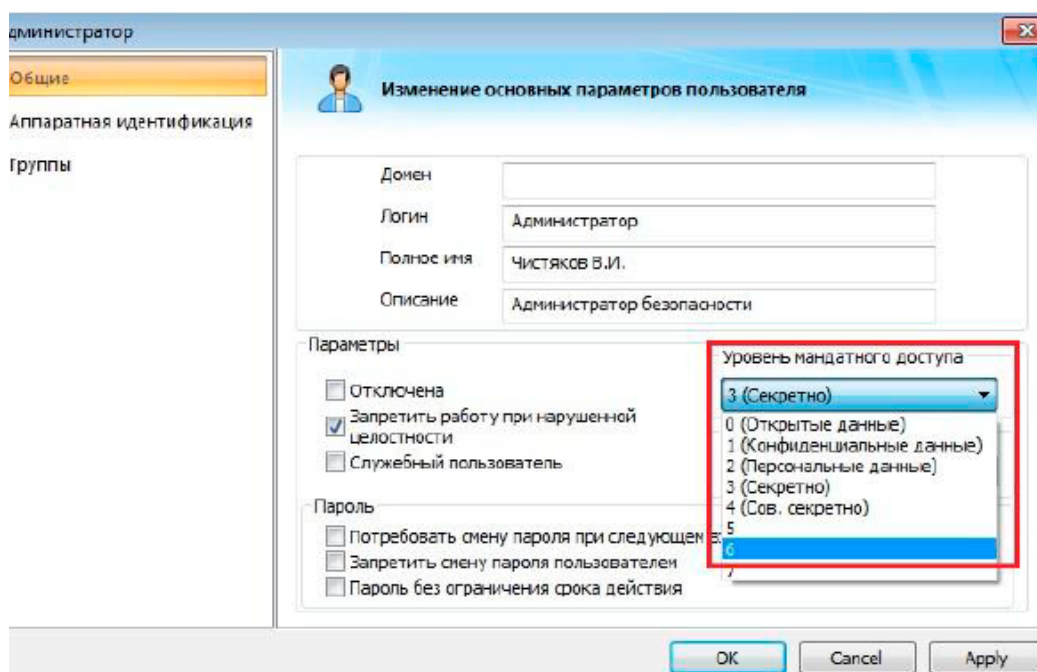 дминистратор
Общие
Аппаратная идентификация
Группы
Изменение основных параметров пользователя
Домен
Логин Администратор
Полное имя Чистяков В.И.
Описание Администратор безопасности
Параметры
Отключена
Запретить работу при нарушенной
целостности
Служебный пользователь
Уровень мандатного доступа
3 (Секретно)
0 (Открытые данные)
1 (Конфиденциальные данные)
2 (Персональные данные)
3 (Секретно)
4 (Сов. секретно)
5
6
7
Пароль
Потребовать смену пароля при следующем в
Запретить смену пароля пользователем
Пароль без ограничения срока действия
OK Cancel Apply